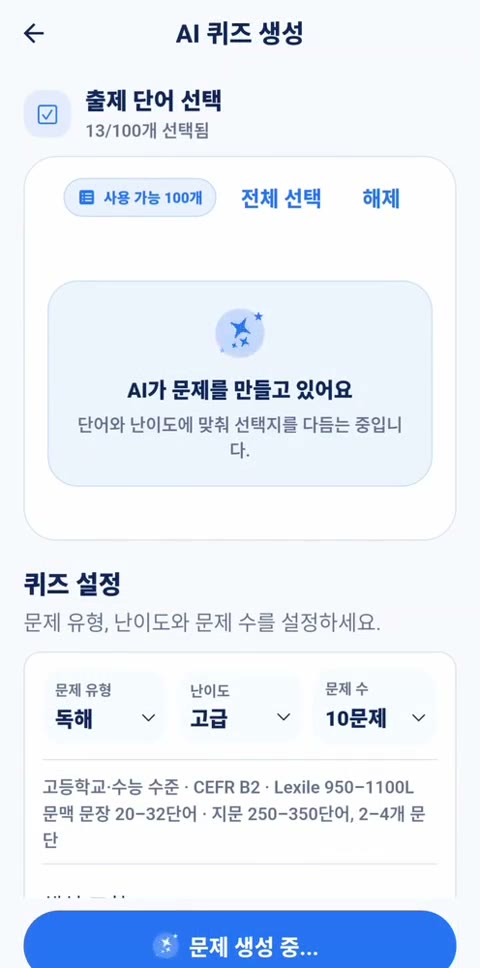 AI 퀴즈 생성
출제 단어 선택
13/100개 선택됨
사용 가능 100개 전체 선택 해제
AI가 문제를 만들고 있어요
단어와 난이도에 맞춰 선택지를 다듬는 중입니
다.
퀴즈 설정
문제 유형, 난이도와 문제 수를 설정하세요.
문제 유형 난이도 문제 수
독해 고급 10문제
고등학교·수능 수준 · CEFR B2 · Lexile 950–1100L
문맥 문장 20–32단어 · 지문 250–350단어, 2–4개 문
단
문제 생성 중...